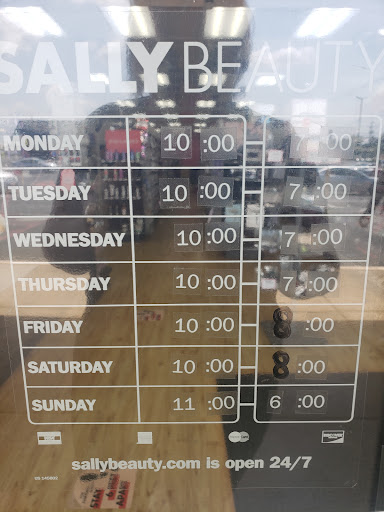 SALLY BEAUTY
MONDAY 10:00 - 7:00
TUESDAY 10:00 - 7:00
WEDNESDAY 10:00 - 7:00
THURSDAY 10:00 - 7:00
FRIDAY 10:00 8:00
SATURDAY 10:00 8:00
SUNDAY 11:00 - 6:00
sallybeauty.com is open 24/7